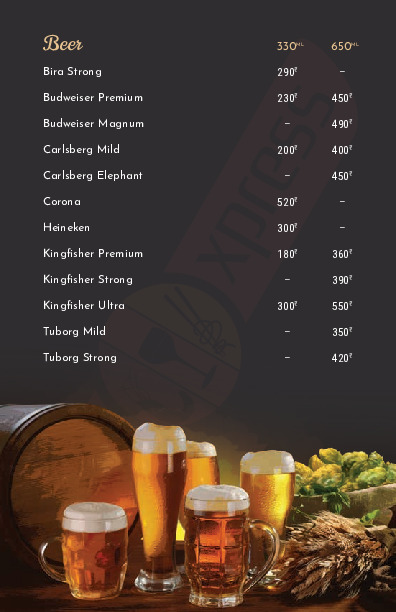 Beer 330ML 650ML
Bira Strong 290₹ –
Budweiser Premium 230₹ 450₹
Budweiser Magnum – 490₹
Carlsberg Mild 200₹ 400₹
Carlsberg Elephant – 450₹
Corona 520₹ –
Heineken 300₹ –
Kingfisher Premium 180₹ 360₹
Kingfisher Strong – 390₹
Kingfisher Ultra 300₹ 550₹
Tuborg Mild – 350₹
Tuborg Strong – 420₹
xpress